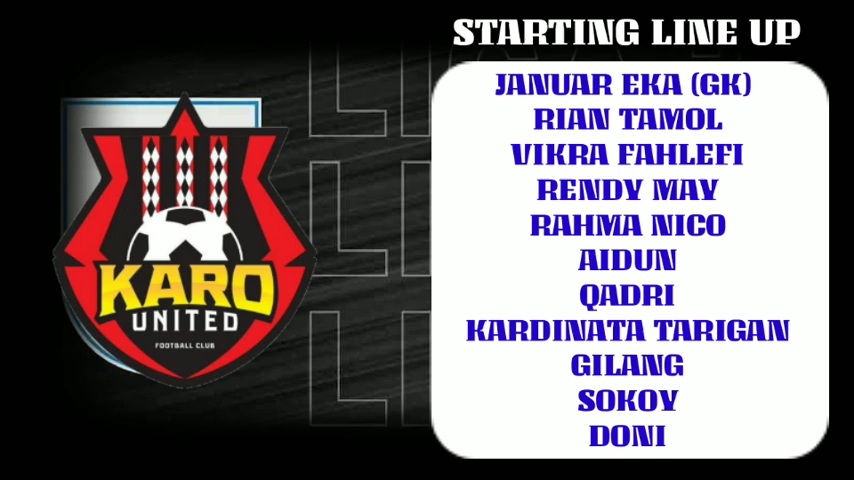 STARTING LINE UP
JANUAR EKA (GK)
RIAN TAMOL
VIKRA FAHLEFI
RENDY MAY
RAHMA NICO
AIDUN
QADRI
KARDINATA TARIGAN
GILANG
SOKOY
DONI
KARO
UNITED
FOOTBALL CLUB